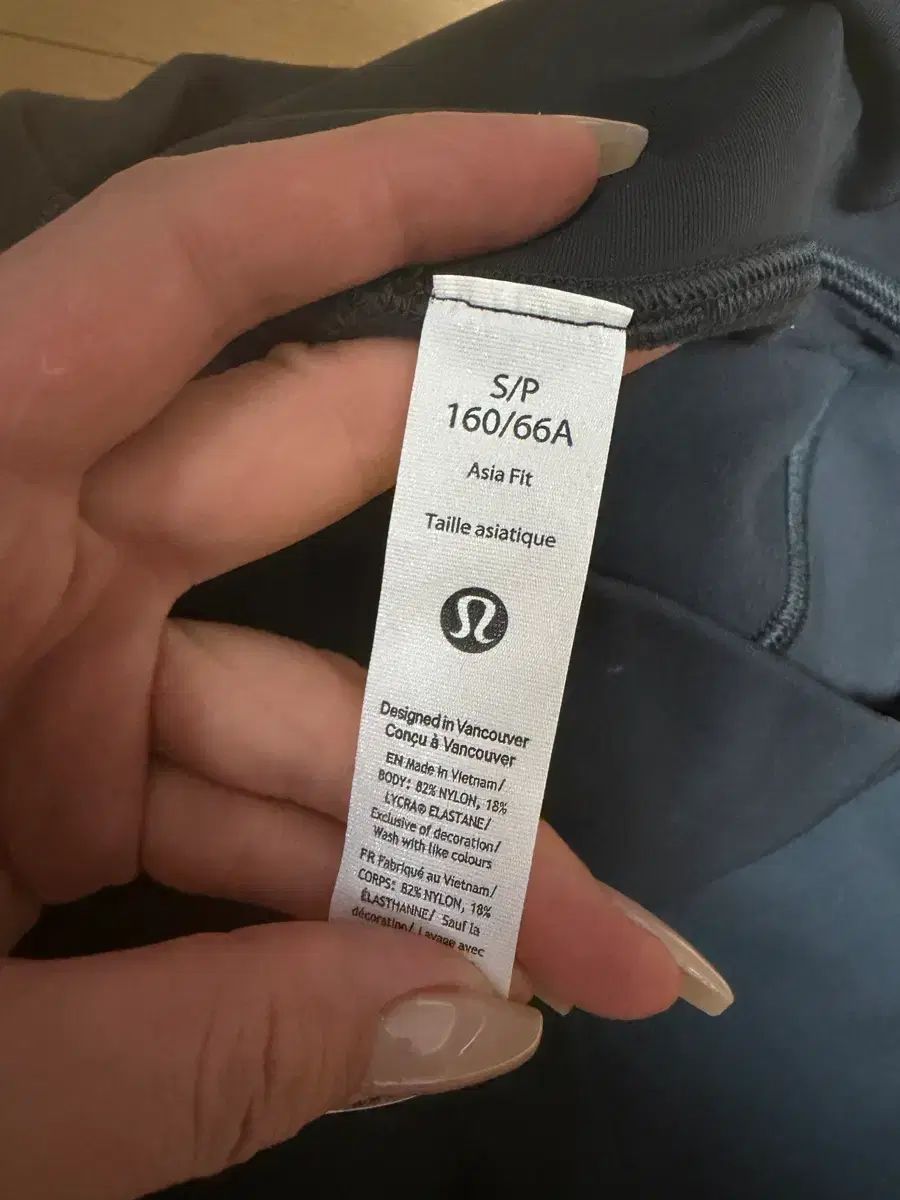 S/P
160/66A
Asia Fit
Taille asiatique
Designed in Vancouver
Conçu à Vancouver
EN Made in Vietnam/
BODY: 82% NYLON, 18%
LYCRA® ELASTANE/
Exclusive of decoration/
Wash with like colours
FR Fabriqué au Vietnam/
CORPS: 82% NYLON, 18%
ÉLASTHANNE/ Sauf la
décoration/ Lavage avec